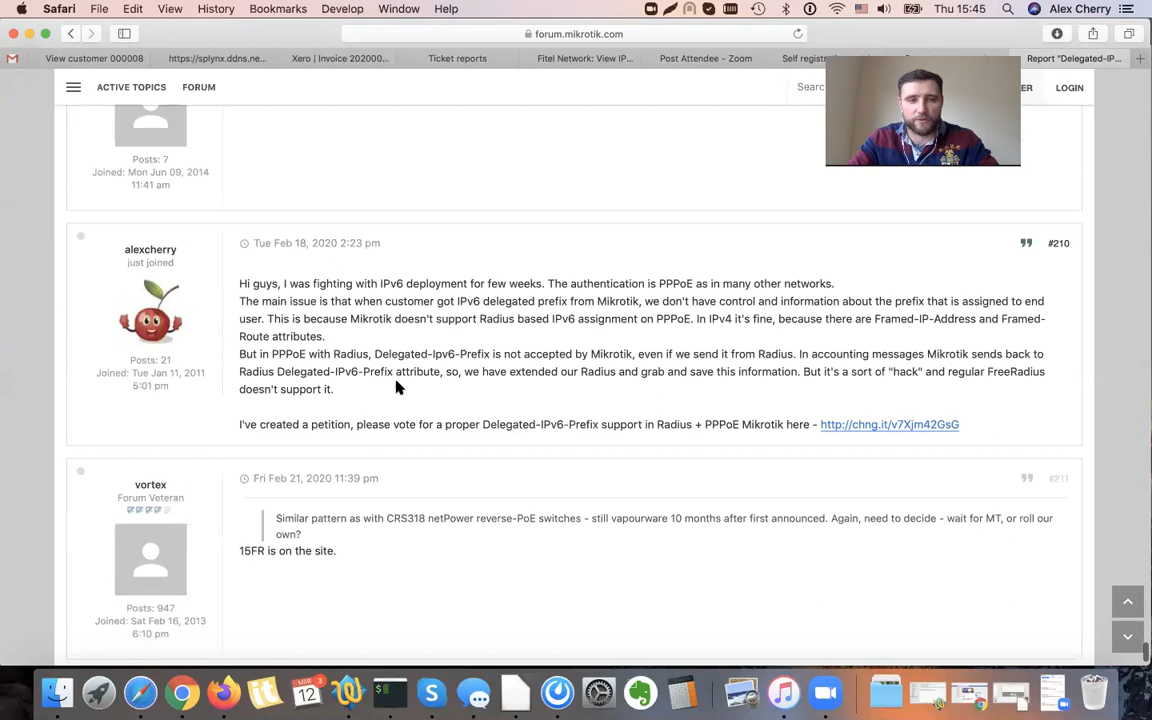 Safari File Edit View History Bookmarks Develop Window Help Thu 15:45 Alex Cherry
forum.mikrotik.com
View customer 000008 https://splynx.ddns.ne... Xero | Invoice 202000... Ticket reports Fitel Network: View IP... Post Attendee - Zoom Self regist Report "Delegated-IP...
ACTIVE TOPICS FORUM Searc ER LOGIN
Posts: 7
Joined: Mon Jun 09, 2014
11:41 am
alexcherry
just joined
Posts: 21
Joined: Tue Jan 11, 2011
5:01 pm
Tue Feb 18, 2020 2:23 pm #210
Hi guys, I was fighting with IPv6 deployment for few weeks. The authentication is PPPoE as in many other networks.
The main issue is that when customer got IPv6 delegated prefix from Mikrotik, we don't have control and information about the prefix that is assigned to end
user. This is because Mikrotik doesn't support Radius based IPv6 assignment on PPPoE. In IPv4 it's fine, because there are Framed-IP-Address and Framed-
Route attributes.
But in PPPoE with Radius, Delegated-Ipv6-Prefix is not accepted by Mikrotik, even if we send it from Radius. In accounting messages Mikrotik sends back to
Radius Delegated-IPv6-Prefix attribute, so, we have extended our Radius and grab and save this information. But it's a sort of "hack" and regular FreeRadius
doesn't support it.
I've created a petition, please vote for a proper Delegated-IPv6-Prefix support in Radius + PPPoE Mikrotik here - http://chng.it/v7Xjm42GsG
vortex
Forum Veteran
Posts: 947
Joined: Sat Feb 16, 2013
6:10 pm
Fri Feb 21, 2020 11:39 pm #211
Similar pattern as with CRS318 netPower reverse-PoE switches - still vapourware 10 months after first announced. Again, need to decide - wait for MT, or roll our
own?
15FR is on the site.
MAR 3
12